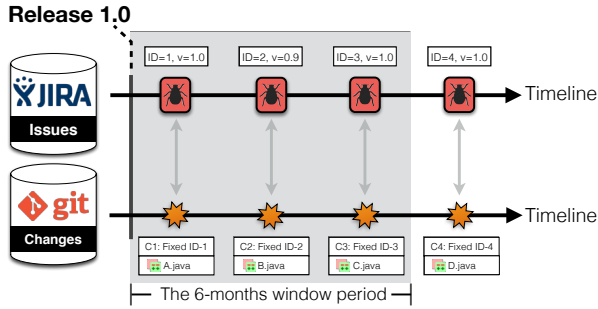 Release 1.0
ID=1, v=1.0
ID=2, v=0.9
ID=3, v=1.0
ID=4, v=1.0
JIRA
Issues
Timeline
git
Changes
Timeline
C1: Fixed ID-1
A.java
C2: Fixed ID-2
B.java
C3: Fixed ID-3
C.java
C4: Fixed ID-4
D.java
The 6-months window period